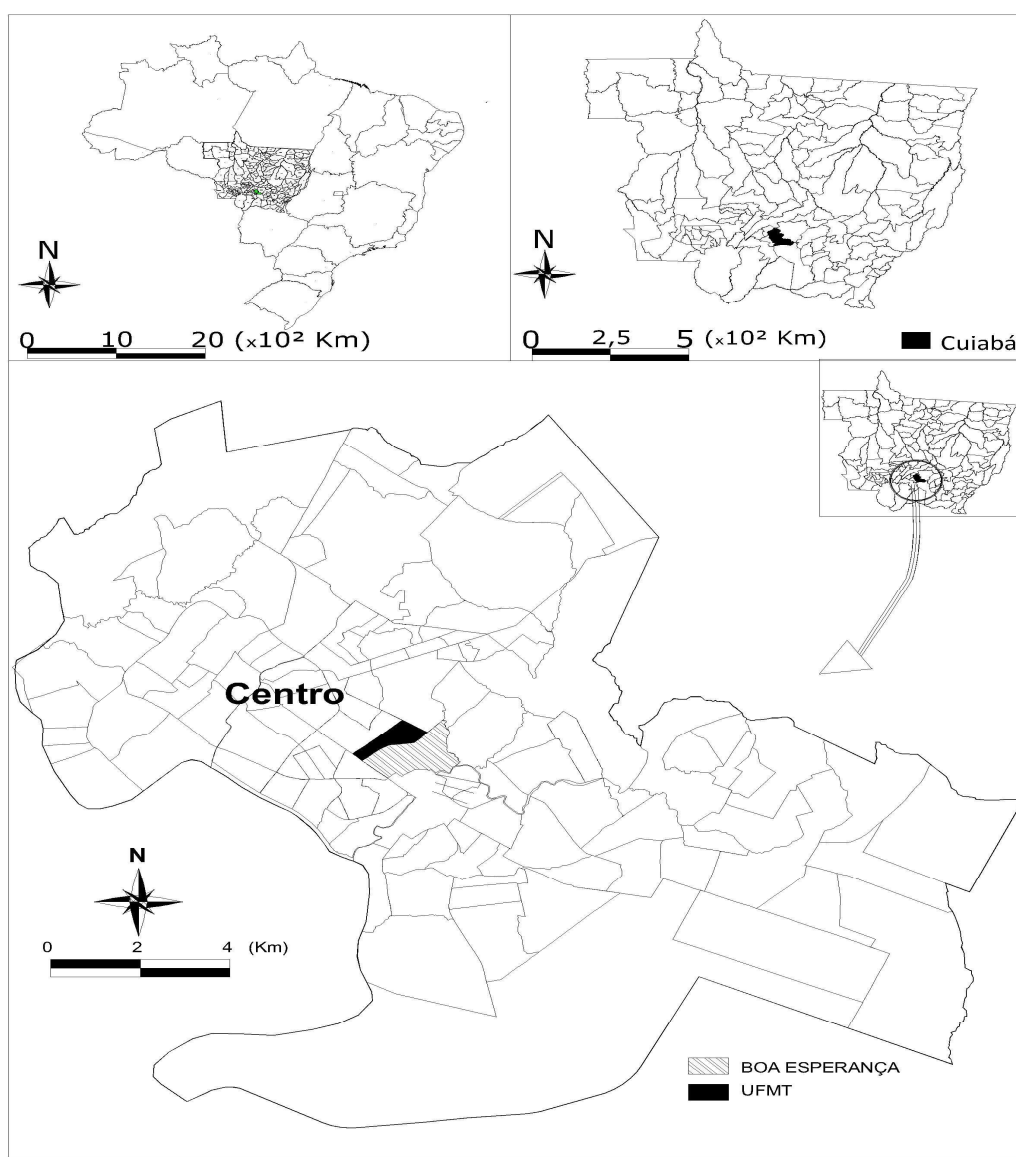 N
0 10 20 (x10² Km)
N
0 2,5 5 (x10² Km)
Cuiabá
Centro
N
0 2 4 (Km)
BOA ESPERANÇA
UFMT